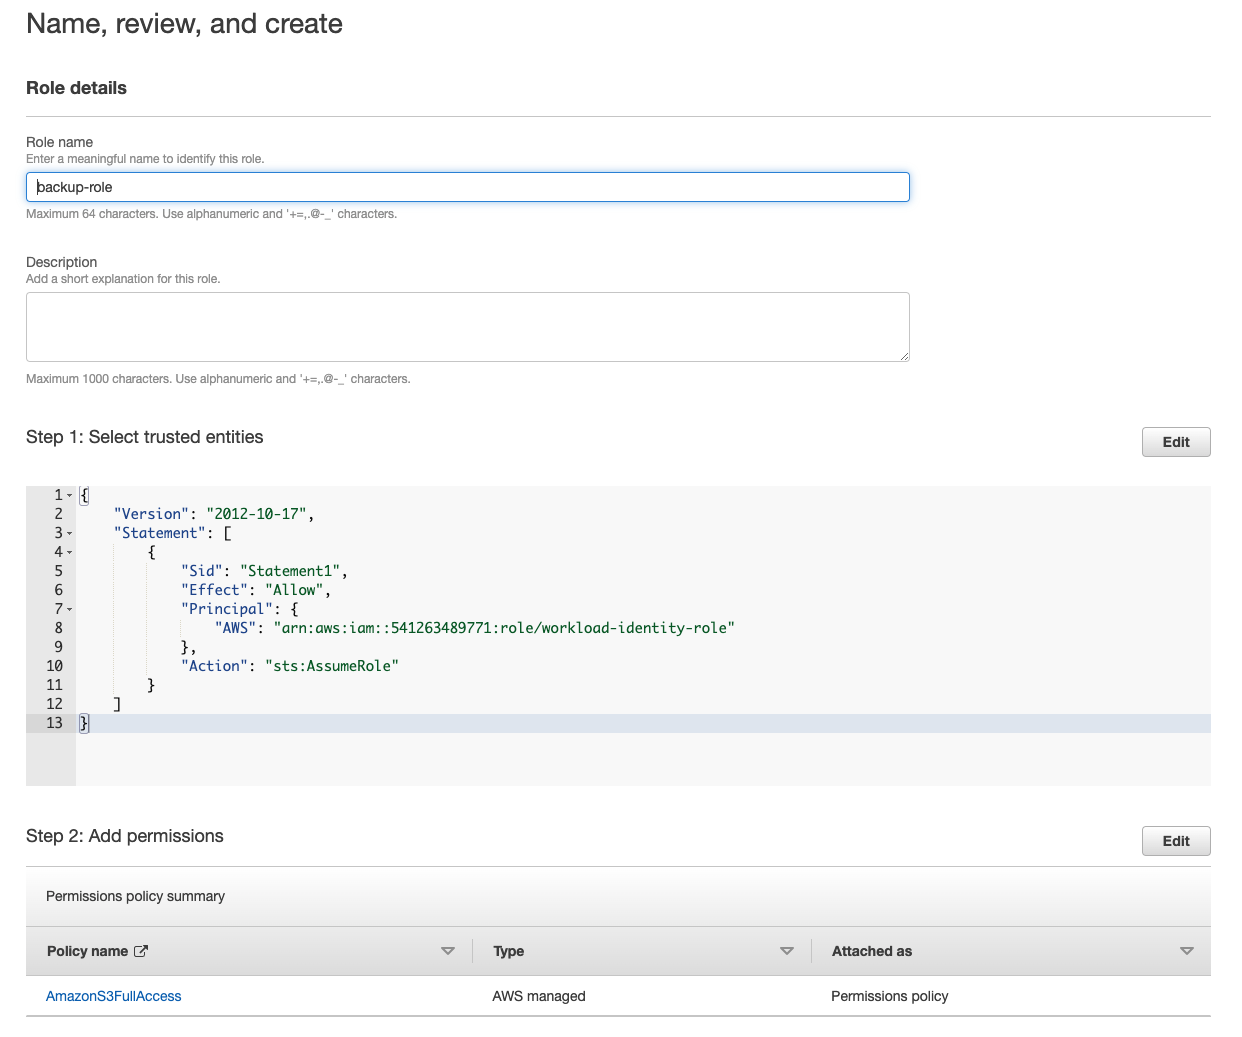 Name, review, and create
Role details
Role name
Enter a meaningful name to identify this role.
backup-role
Maximum 64 characters. Use alphanumeric and '+=,.@-_' characters.
Description
Add a short explanation for this role.
Maximum 1000 characters. Use alphanumeric and '+=,.@-_' characters.
Step 1: Select trusted entities
Edit
1 {
2     "Version": "2012-10-17",
3     "Statement": [
4         {
5             "Sid": "Statement1",
6             "Effect": "Allow",
7             "Principal": {
8                 "AWS": "arn:aws:iam::541263489771:role/workload-identity-role"
9             },
10             "Action": "sts:AssumeRole"
11         }
12     ]
13 }
Step 2: Add permissions
Edit
Permissions policy summary
Policy name Type Attached as
AmazonS3FullAccess AWS managed Permissions policy